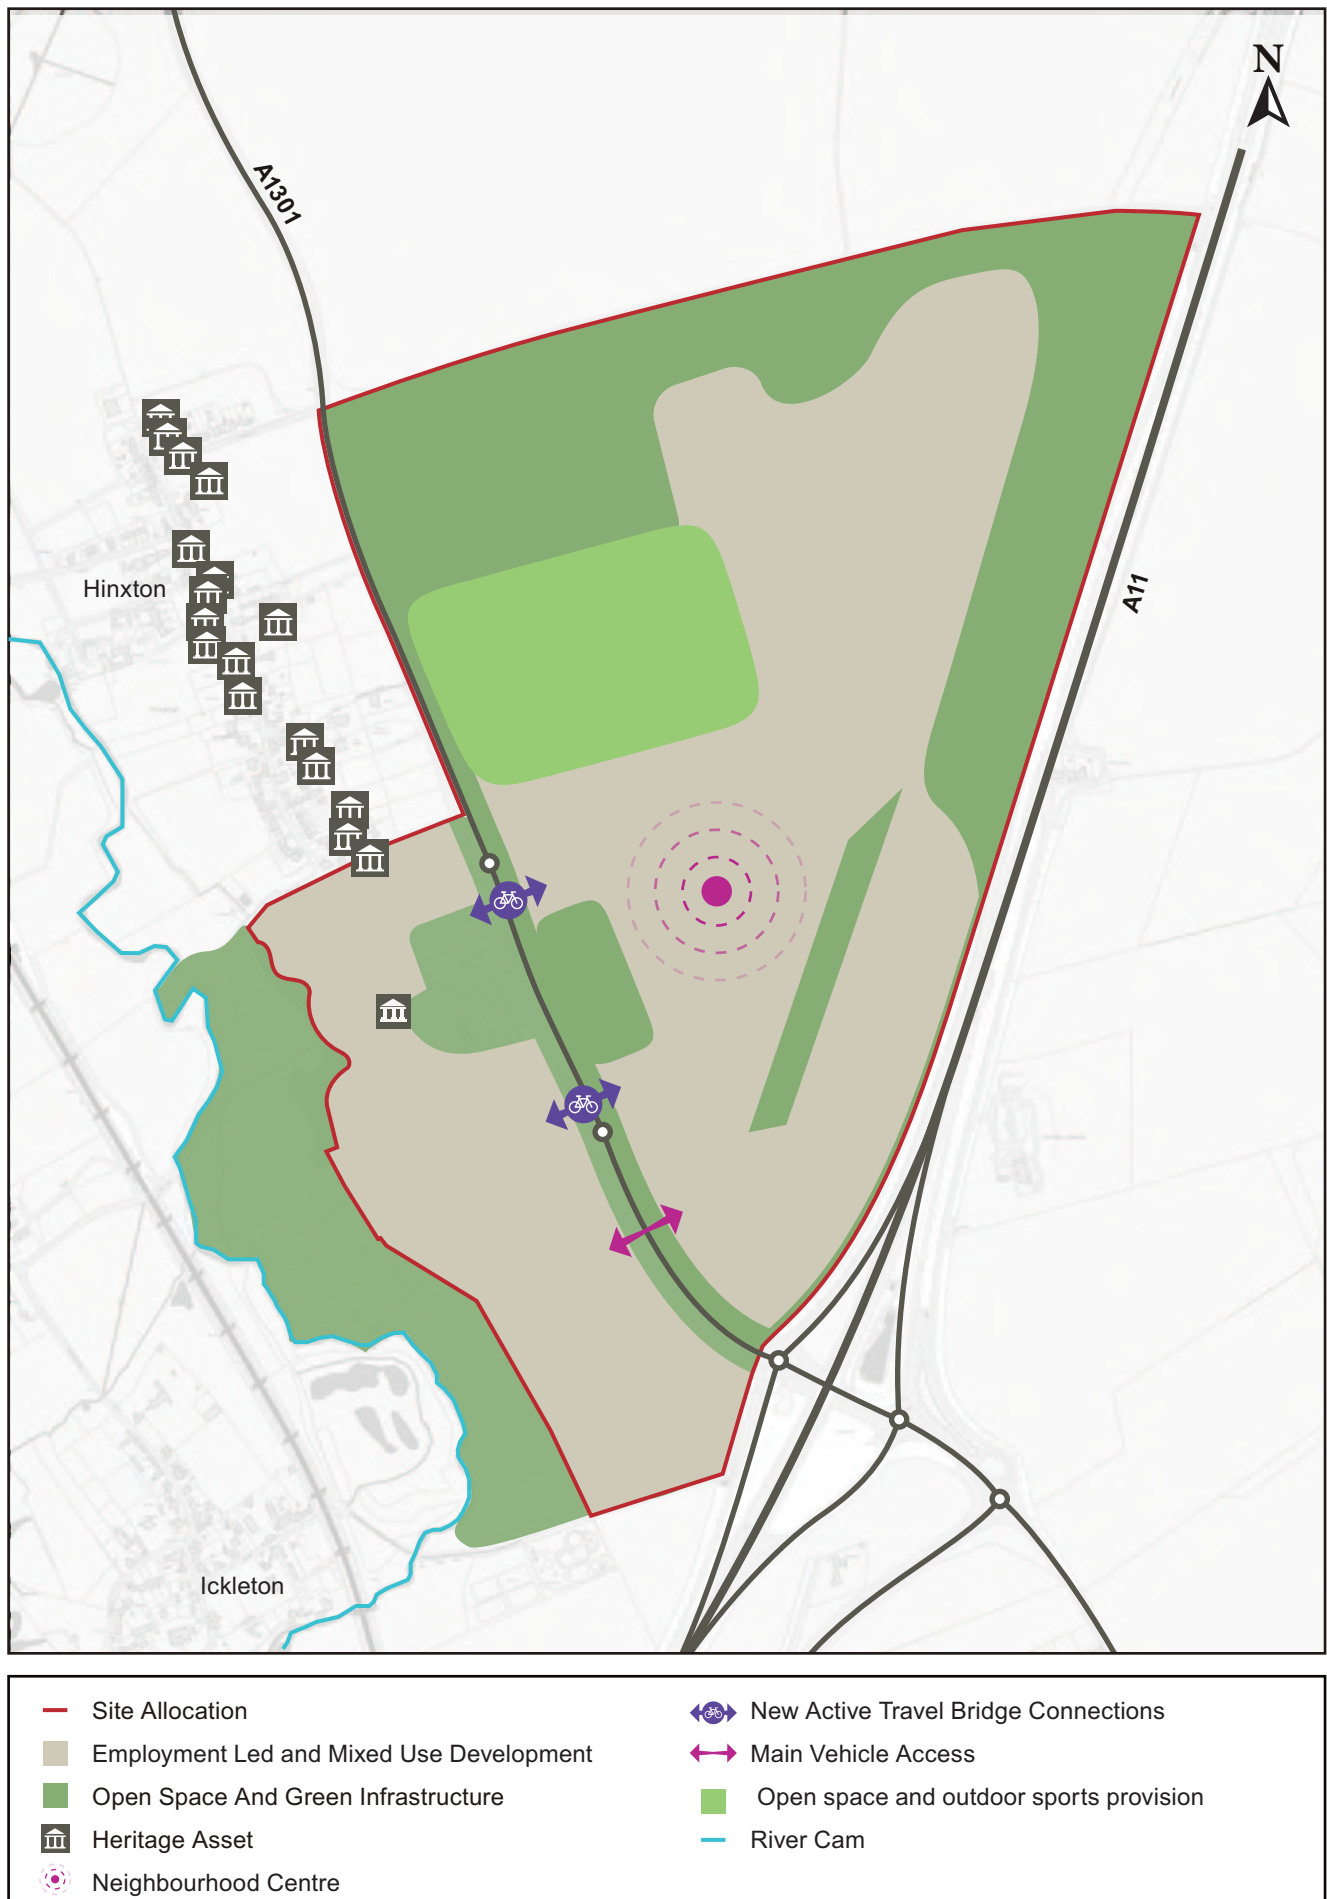 N
A1301
A11
Hinxton
Ickleton
Site Allocation
Employment Led and Mixed Use Development
Open Space And Green Infrastructure
Heritage Asset
Neighbourhood Centre
New Active Travel Bridge Connections
Main Vehicle Access
Open space and outdoor sports provision
River Cam